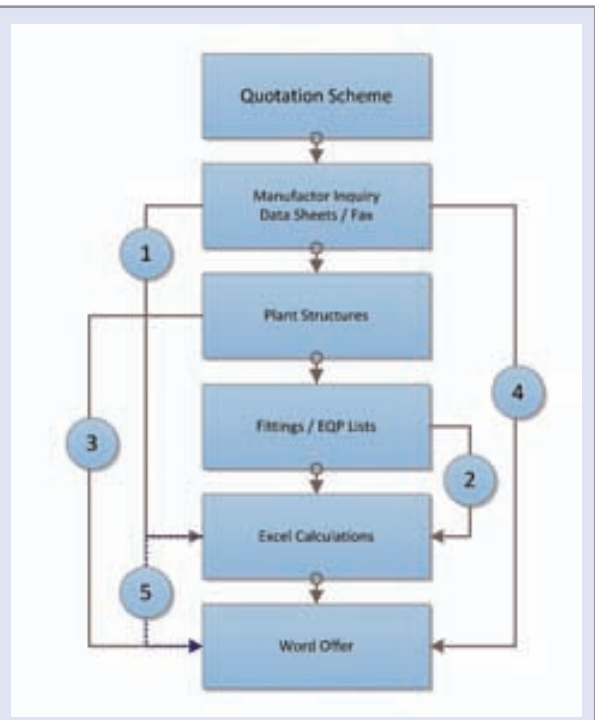 Quotation Scheme
Manufactor Inquiry
Data Sheets / Fax
1
Plant Structures
4
3
Fittings / EQP Lists
2
Excel Calculations
5
Word Offer